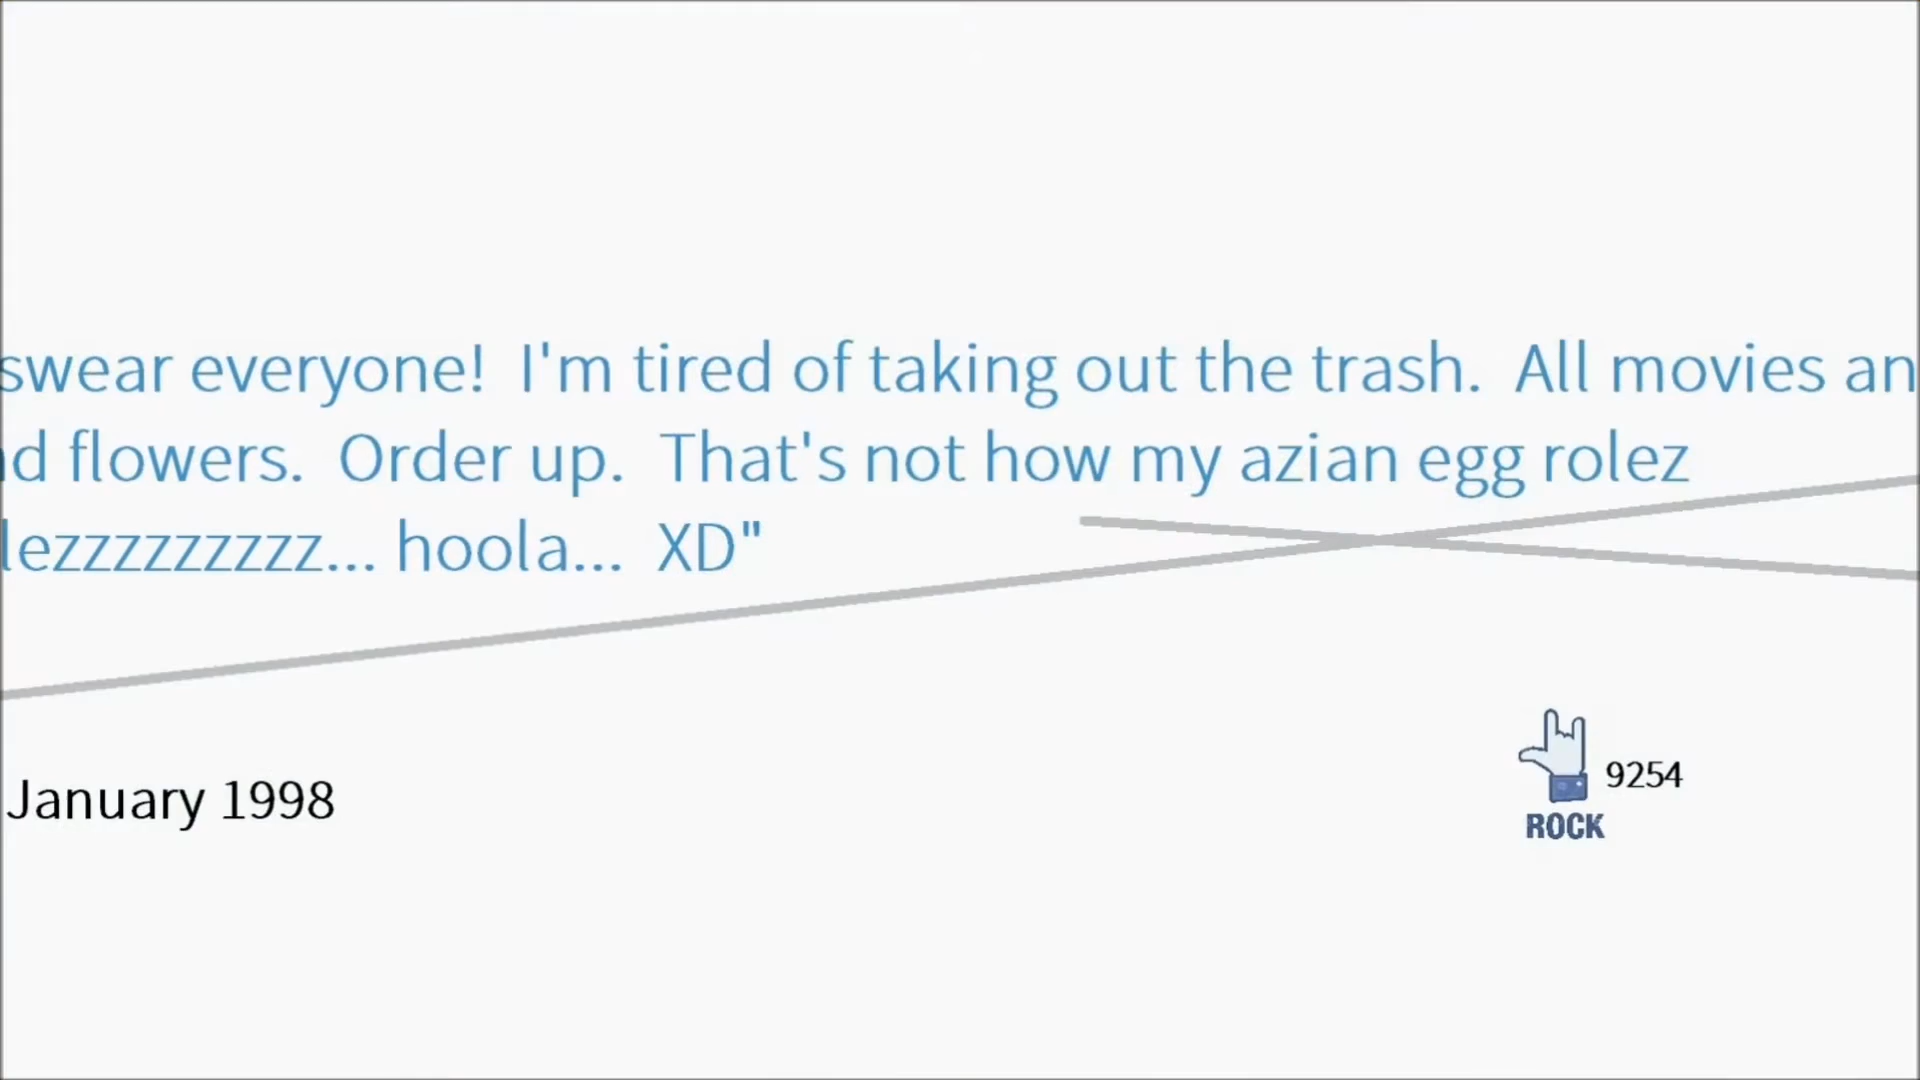 swear everyone!  I'm tired of taking out the trash.  All movies an
d flowers.  Order up.  That's not how my azian egg rolez
lezzzzzzzzz... hoola...  XD"
January 1998
9254
ROCK